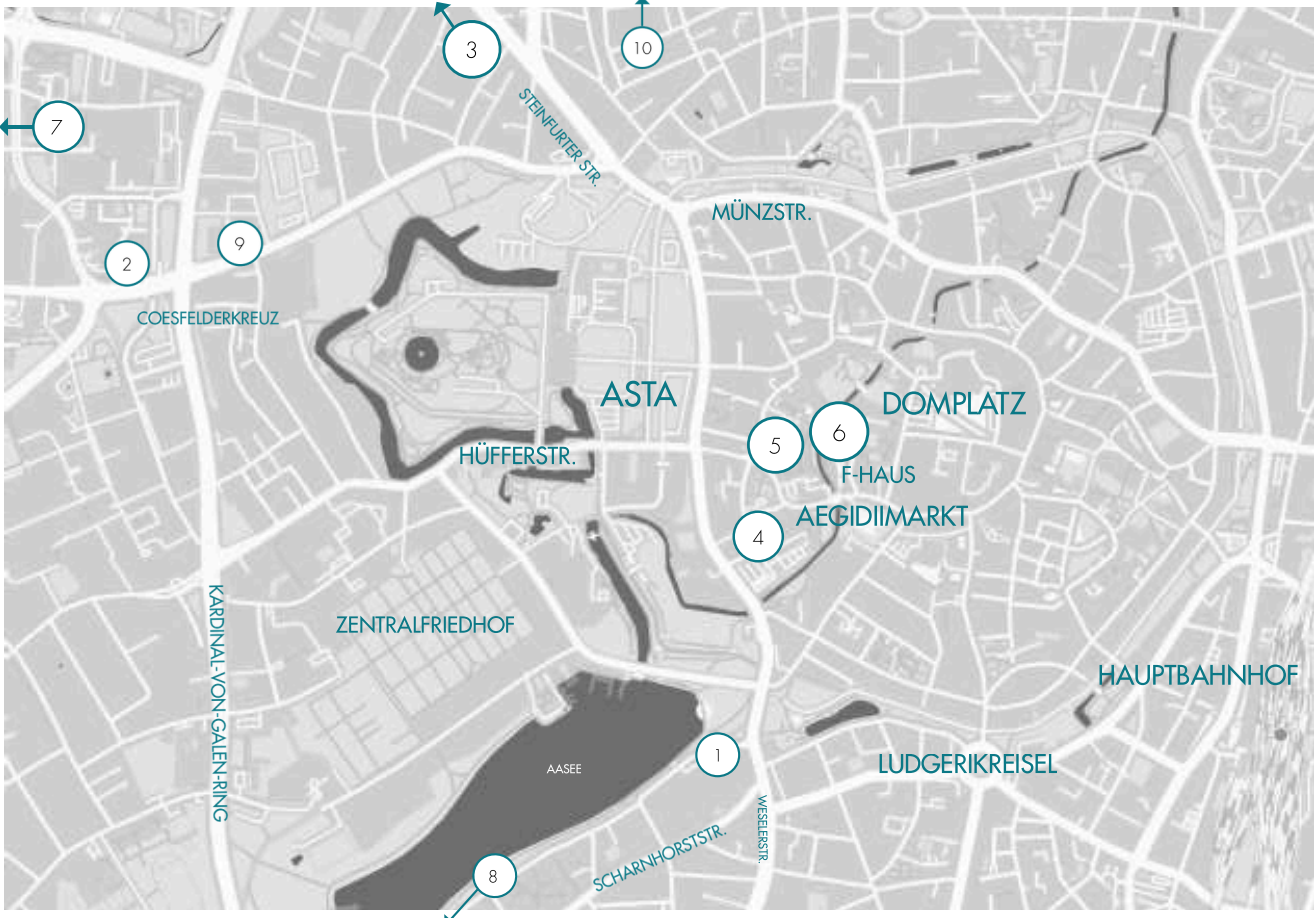 3
10
7
STEINFURTER STR.
MÜNZSTR.
9
2
COESFELDERKREUZ
ASTA
DOMPLATZ
5
6
HÜFFERSTR.
F-HAUS
AEGIDIIMARKT
4
KARDINAL-VON-GALEN-RING
ZENTRALFRIEDHOF
HAUPTBAHNHOF
1
AASEE
LUDGERIKREISEL
WESELERSTR.
SCHARNHORSTSTR.
8